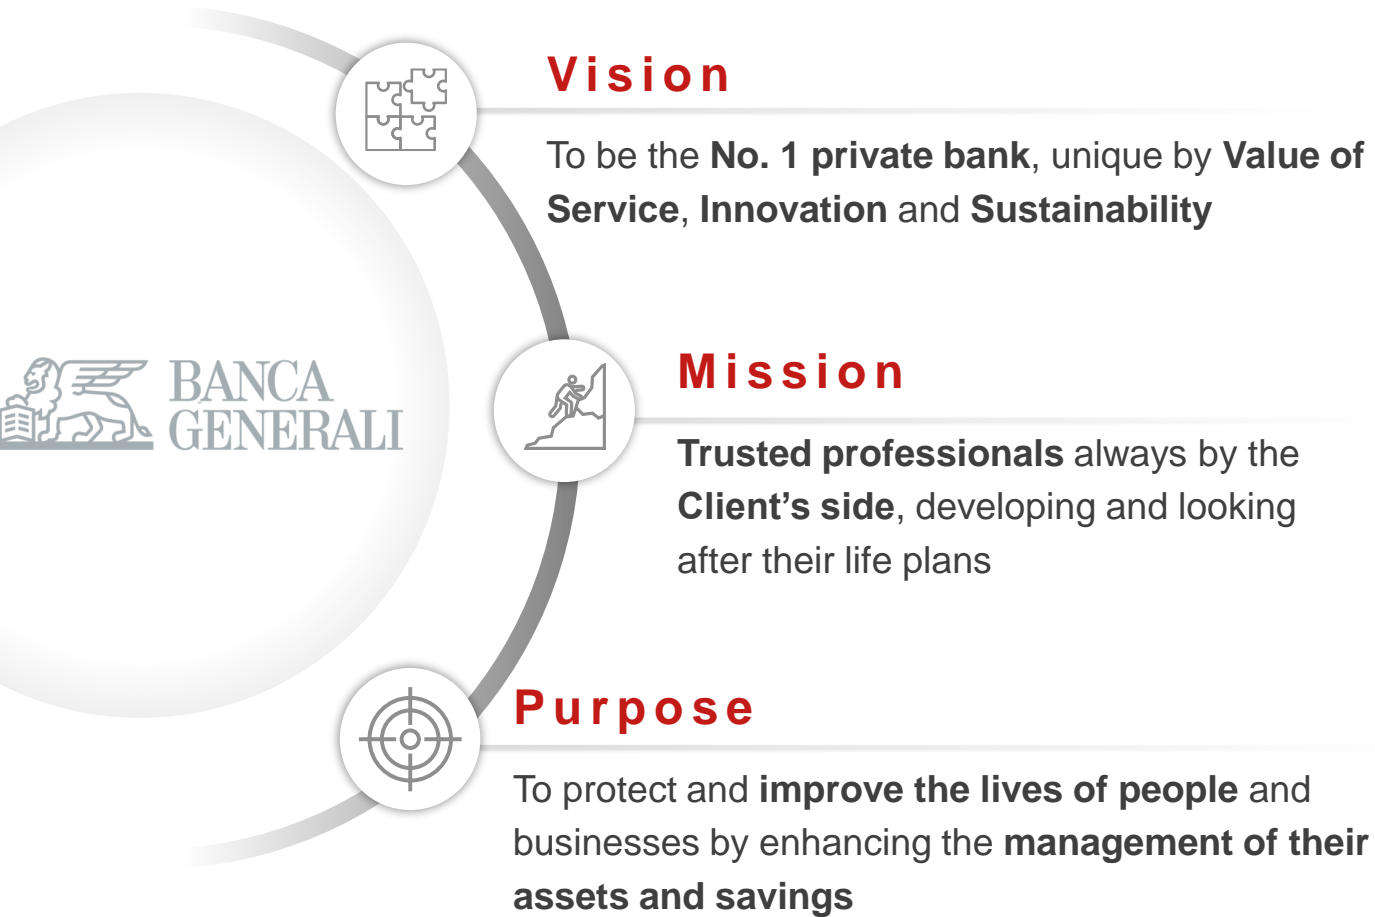 Vision
To be the No. 1 private bank, unique by Value of
Service, Innovation and Sustainability
BANCA
GENERALI
Mission
Trusted professionals always by the
Client’s side, developing and looking
after their life plans
Purpose
To protect and improve the lives of people and
businesses by enhancing the management of their
assets and savings